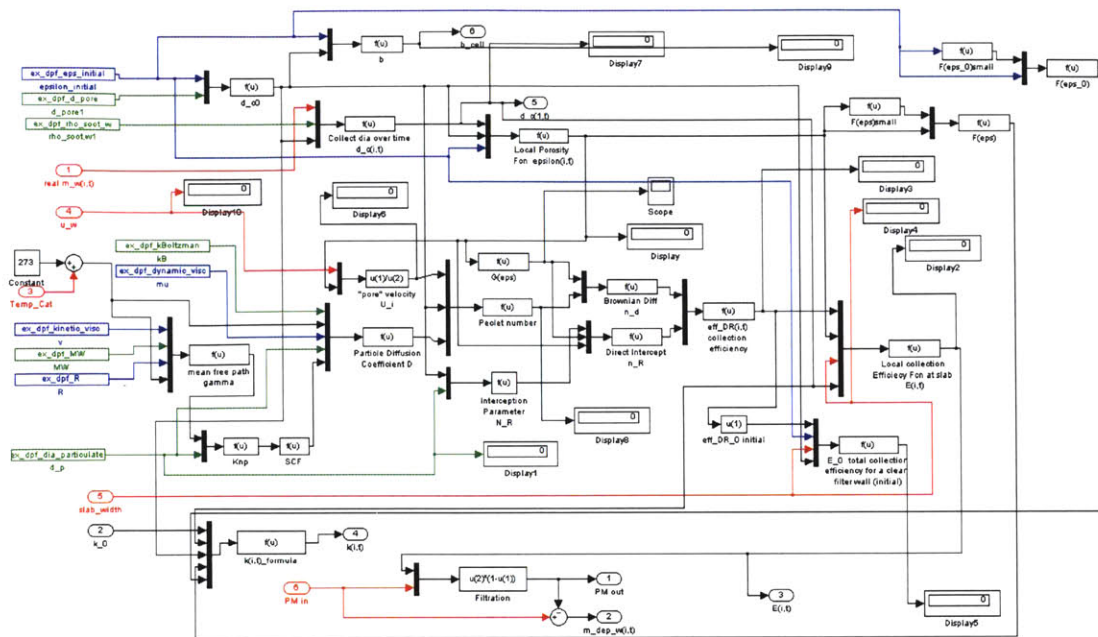 6
b_cell
f(u)
b
0
Display7
0
Display9
f(u)
F(eps_0)small
f(u)
F(eps_0)
ex_dpf_eps_initial
epsilon_initial
ex_dpf_d_pore
d_pore1
ex_dpf_rho_soot_w
rho_soot,w1
f(u)
d_c0
f(u)
Collect dia over time
d_c(i,t)
5
d_c(1,t)
f(u)
Local Porosity
Fcn epsilon(i,t)
f(u)
F(eps)small
f(u)
F(eps)
1
real m_w(i,t)
4
u_w
0
Display10
0
Display6
Scope
0
Display3
0
Display4
0
Display
0
Display2
273
Constant
3
Temp_Cat
ex_dpf_kBoltzman
kB
ex_dpf_dynamic_visc
mu
u(1)/u(2)
"pore" velocity
U_i
f(u)
G(eps)
f(u)
Peclet number
f(u)
Brownian Diff
n_d
f(u)
Direct Intercept
n_R
f(u)
eff_DR(i,t)
collection
efficiency
f(u)
Local collection
Efficiecy Fcn at slab
E(i,t)
ex_dpf_kinetic_visc
v
ex_dpf_MW
MW
ex_dpf_R
R
f(u)
mean free path
gamma
f(u)
Particle Diffusion
Coefficient D
f(u)
Interception
Parameter
N_R
0
Display8
u(1)
eff_DR_0 initial
f(u)
E_0 total collection
efficiency for a clear
filter wall (initial)
ex_dpf_dia_particulate
d_p
f(u)
Knp
f(u)
SCF
0
Display1
5
slab_width
2
k_0
f(u)
k(i,t)_formula
4
k(i,t)
6
PM in
u(2)*(1-u(1))
Filtration
1
PM out
2
m_dep_w(i,t)
3
E(i,t)
0
Display5